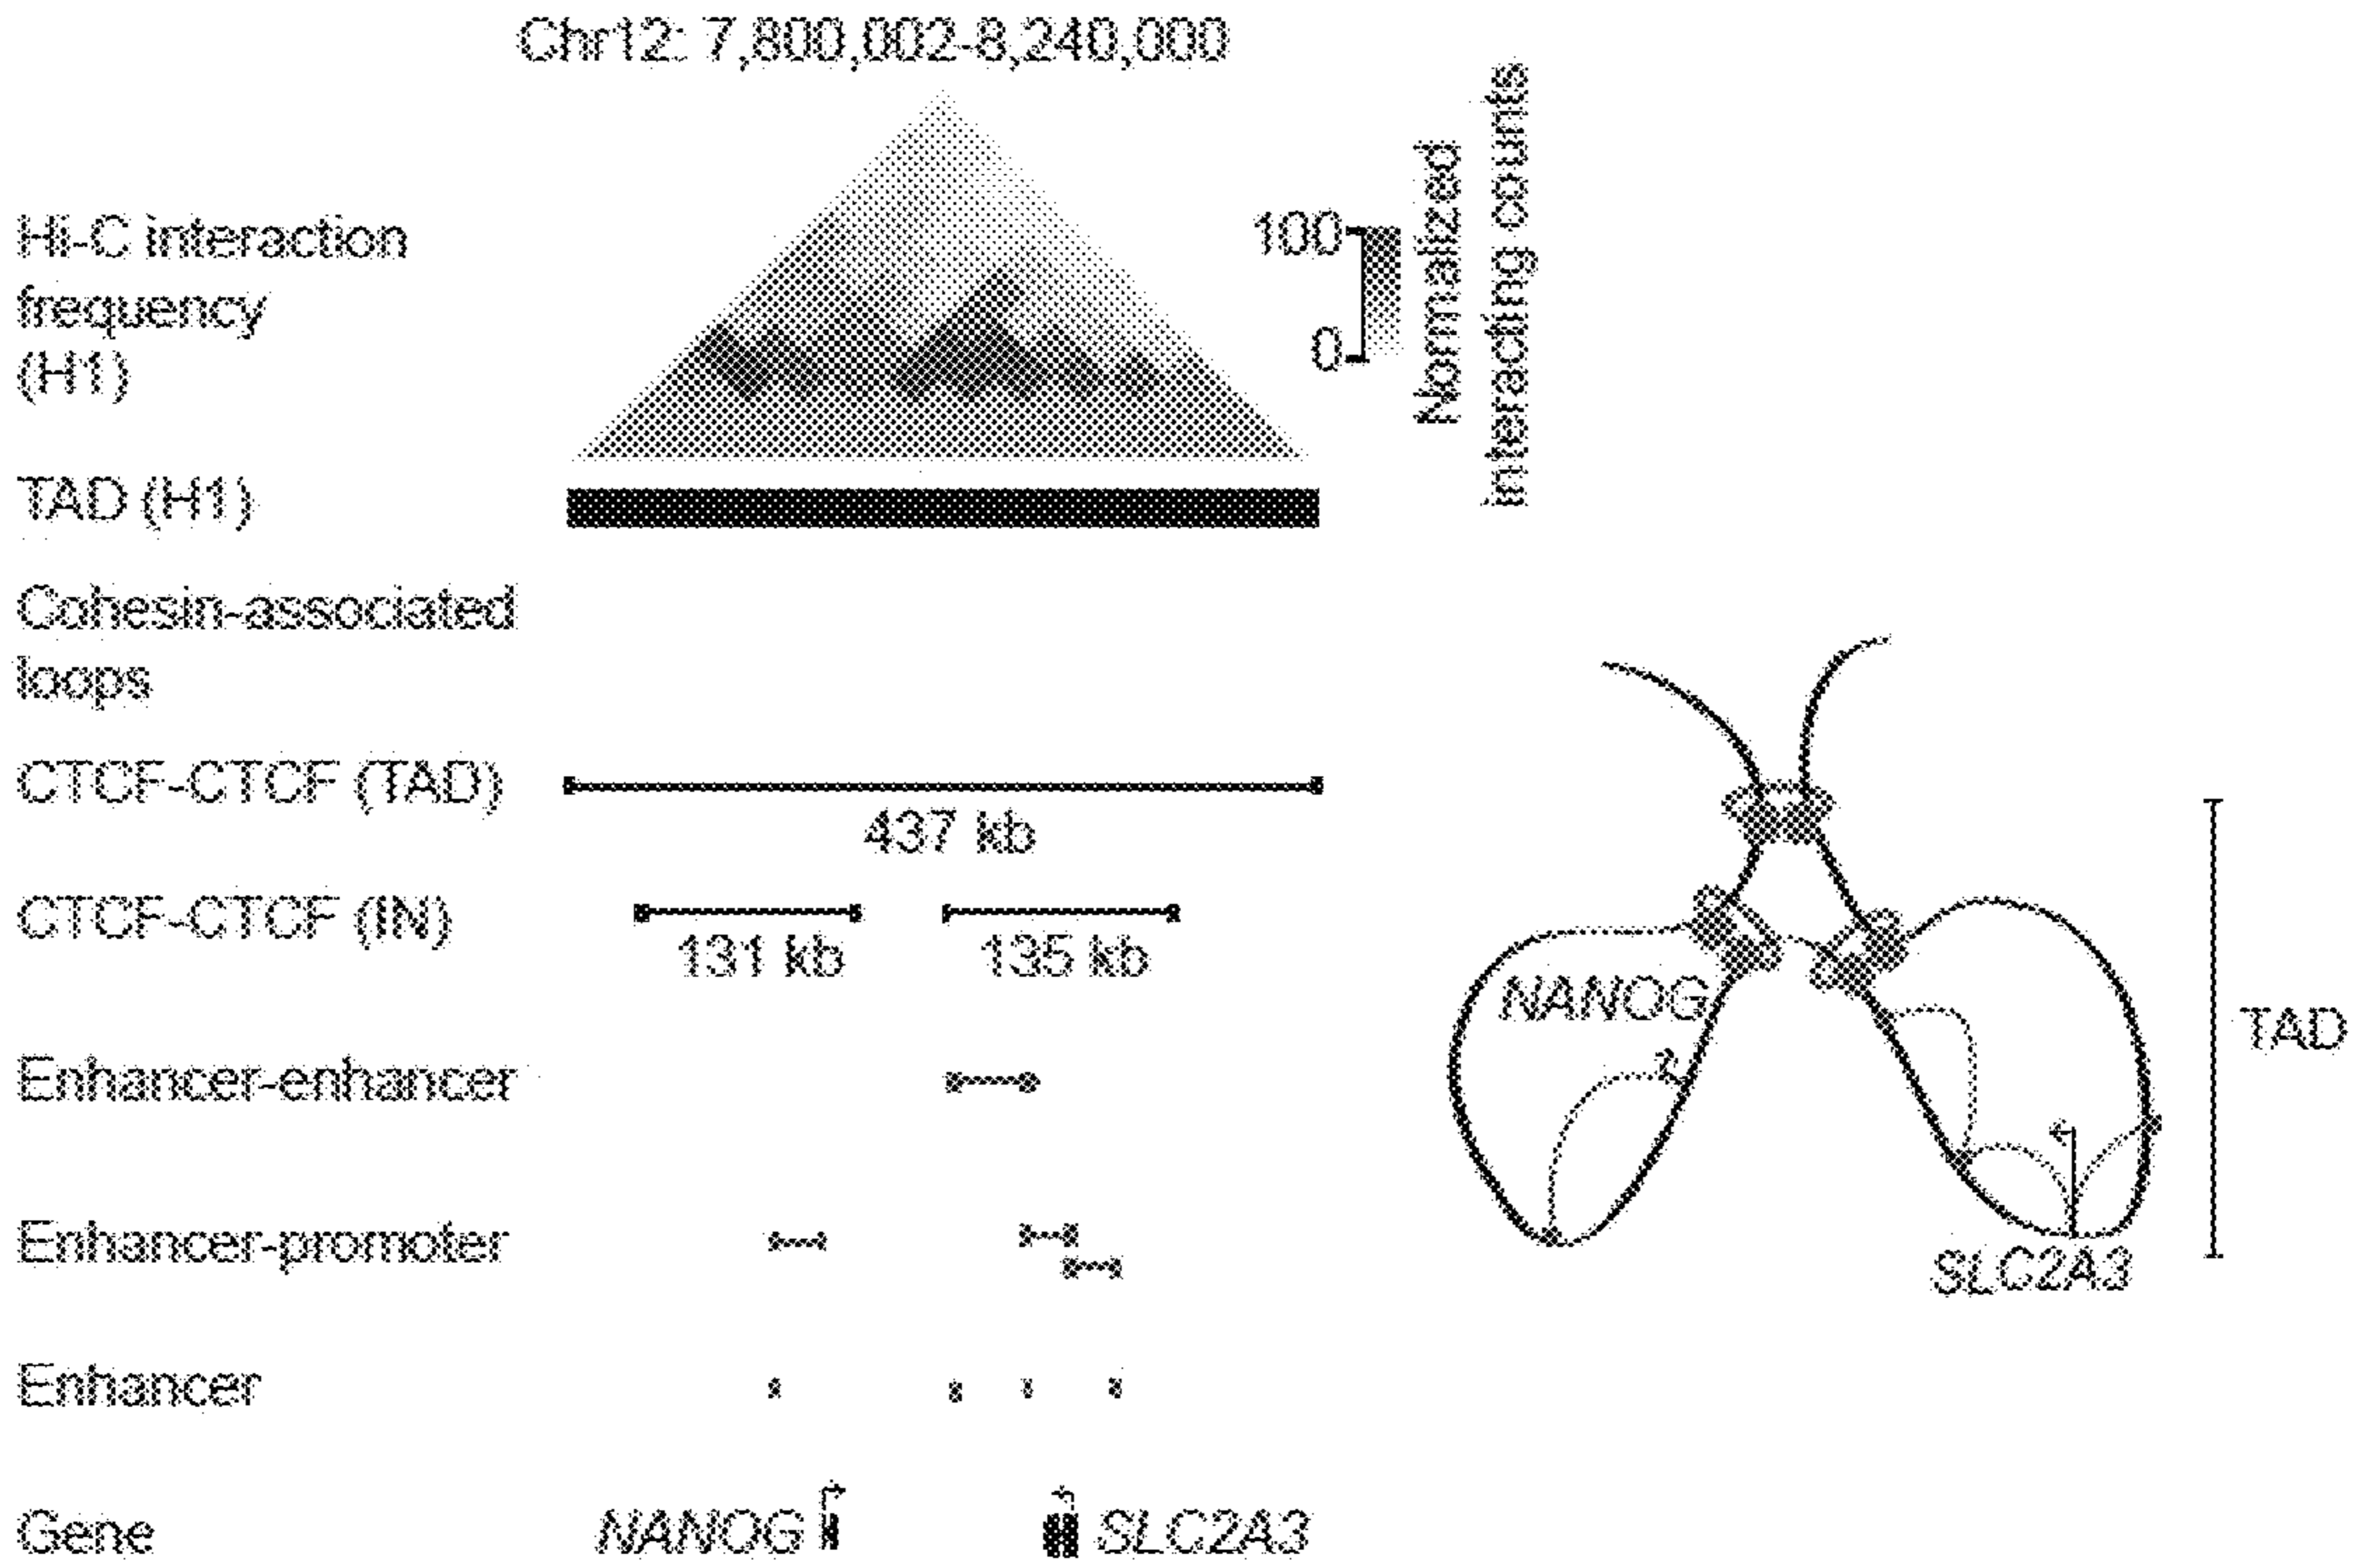 Chr12: 7,800,002-8,240,000
Hi-C interaction
frequency
(H1)
100
0
Normalized
interacting counts
TAD (H1)
Cohesin-associated
loops
CTCF-CTCF (TAD)
437 kb
CTCF-CTCF (IN)
131 kb
135 kb
Enhancer-enhancer
Enhancer-promoter
Enhancer
Gene
NANOG
SLC2A3
NANOG
SLC2A3
TAD